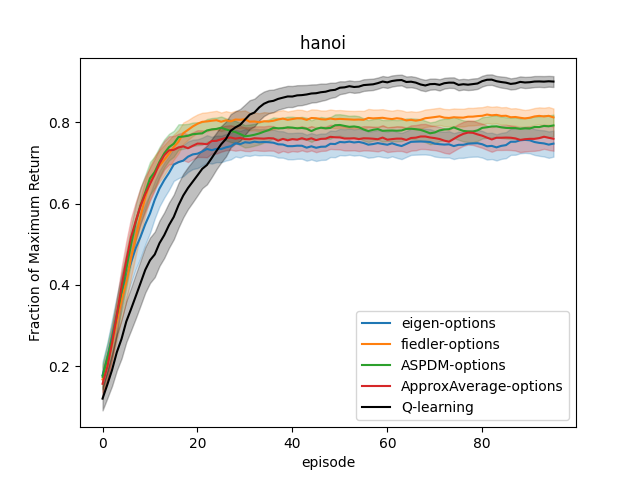 hanoi
Fraction of Maximum Return
0.8
0.6
0.4
0.2
0
20
40
60
80
episode
eigen-options
fiedler-options
ASPDM-options
ApproxAverage-options
Q-learning